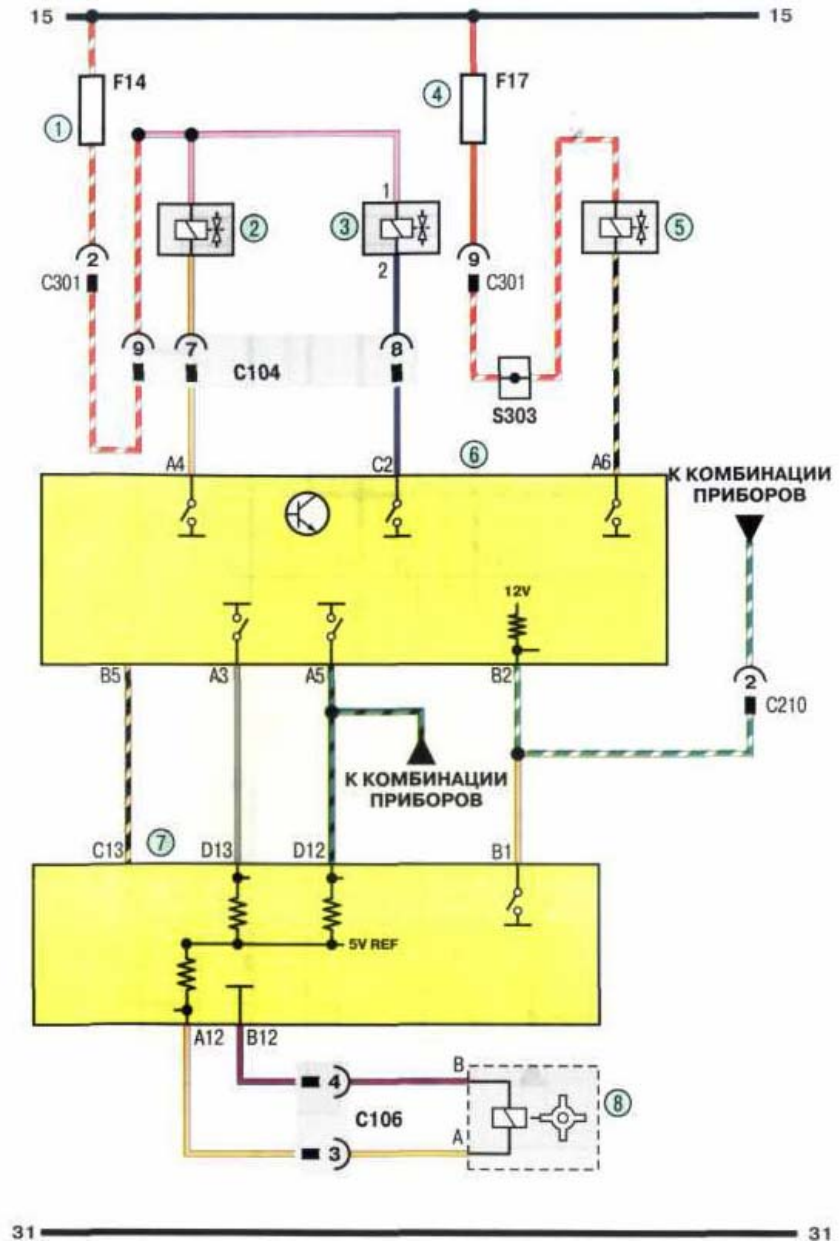 15 15
F14
1
4
F17
1
2
3
5
2
2
9
C301
C301
9
7
8
C104
S303
6
A4
C2
A6
К КОМБИНАЦИИ
ПРИБОРОВ
12V
B5
A3
A5
B2
2
C210
К КОМБИНАЦИИ
ПРИБОРОВ
7
C13
D13
D12
B1
5V REF
A12
B12
B
4
8
C106
A
3
31 31